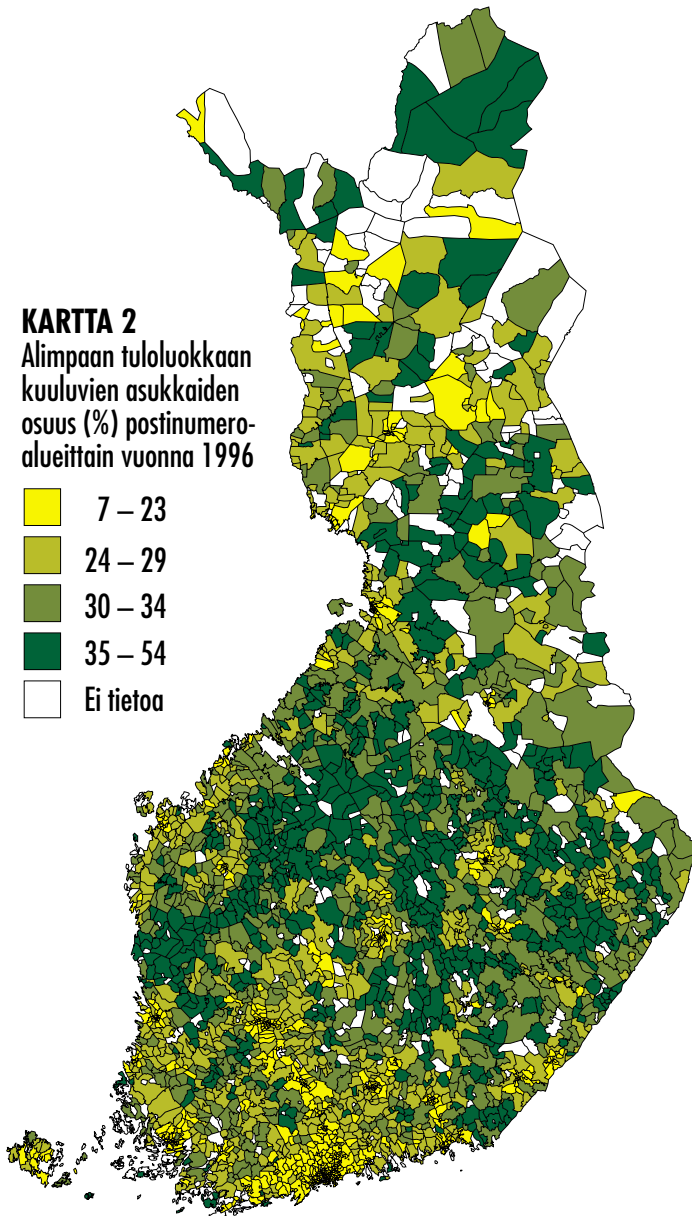 KARTTA 2
Alimpaan tuloluokkaan
kuuluvien asukkaiden
osuus (%) postinumero-
alueittain vuonna 1996
7 – 23
24 – 29
30 – 34
35 – 54
Ei tietoa